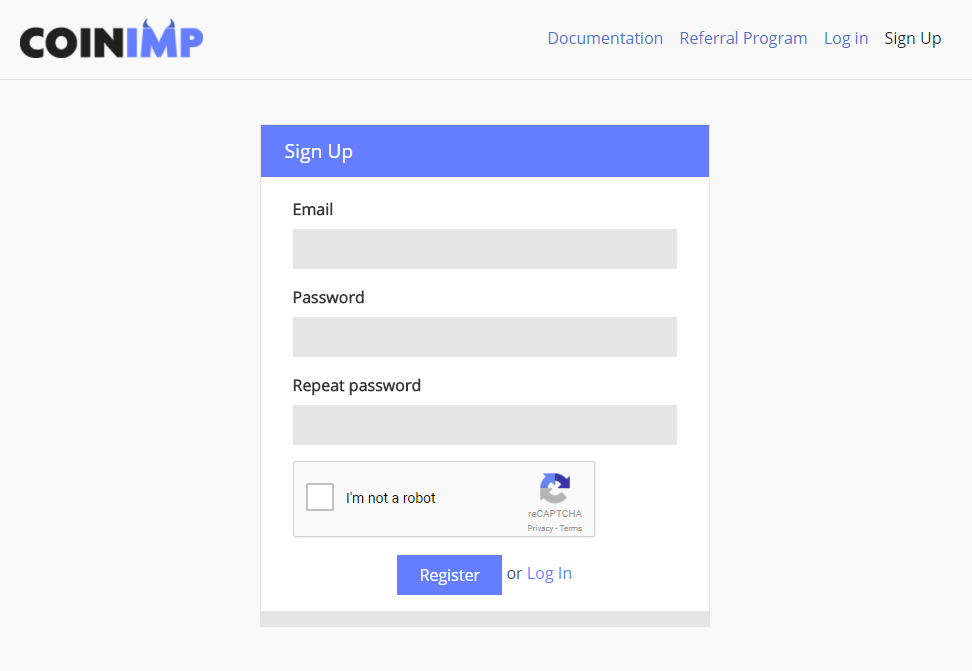 COINIMP
Documentation Referral Program Log in Sign Up
Sign Up
Email
Password
Repeat password
I'm not a robot
reCAPTCHA
Privacy - Terms
Register or Log In